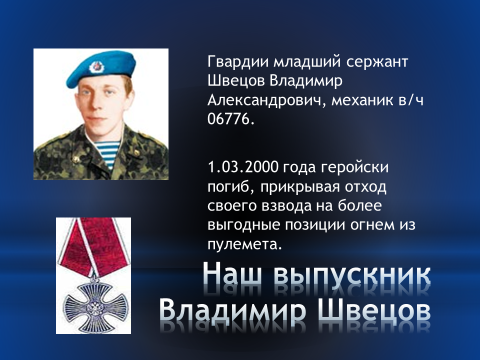 Гвардии младший сержант
Швецов Владимир
Александрович, механик в/ч
06776.
1.03.2000 года геройски
погиб, прикрывая отход
своего взвода на более
выгодные позиции огнем из
пулемета.
Наш выпускник
Владимир Швецов